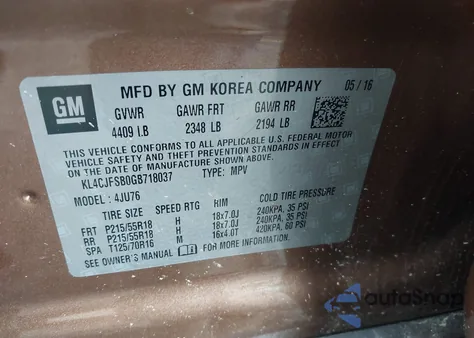 GM
MFD BY GM KOREA COMPANY 05/16
GVWR GAWR FRT GAWR RR
4409 LB 2348 LB 2194 LB
THIS VEHICLE CONFORMS TO ALL APPLICABLE U.S. FEDERAL MOTOR
VEHICLE SAFETY AND THEFT PREVENTION STANDARDS IN EFFECT
ON THE DATE OF MANUFACTURE SHOWN ABOVE.
KL4CJFSB0GB718037 TYPE: MPV
MODEL: 4JU76
TIRE SIZE SPEED RTG RIM COLD TIRE PRESSURE
FRT P215/55R18 H 18x7.0J 240KPA, 35 PSI
RR P215/55R18 H 18x7.0J 240KPA, 35 PSI
SPA T125/70R16 M 16x4.0T 420KPA, 60 PSI
SEE OWNER'S MANUAL FOR MORE INFORMATION.
autoSnap